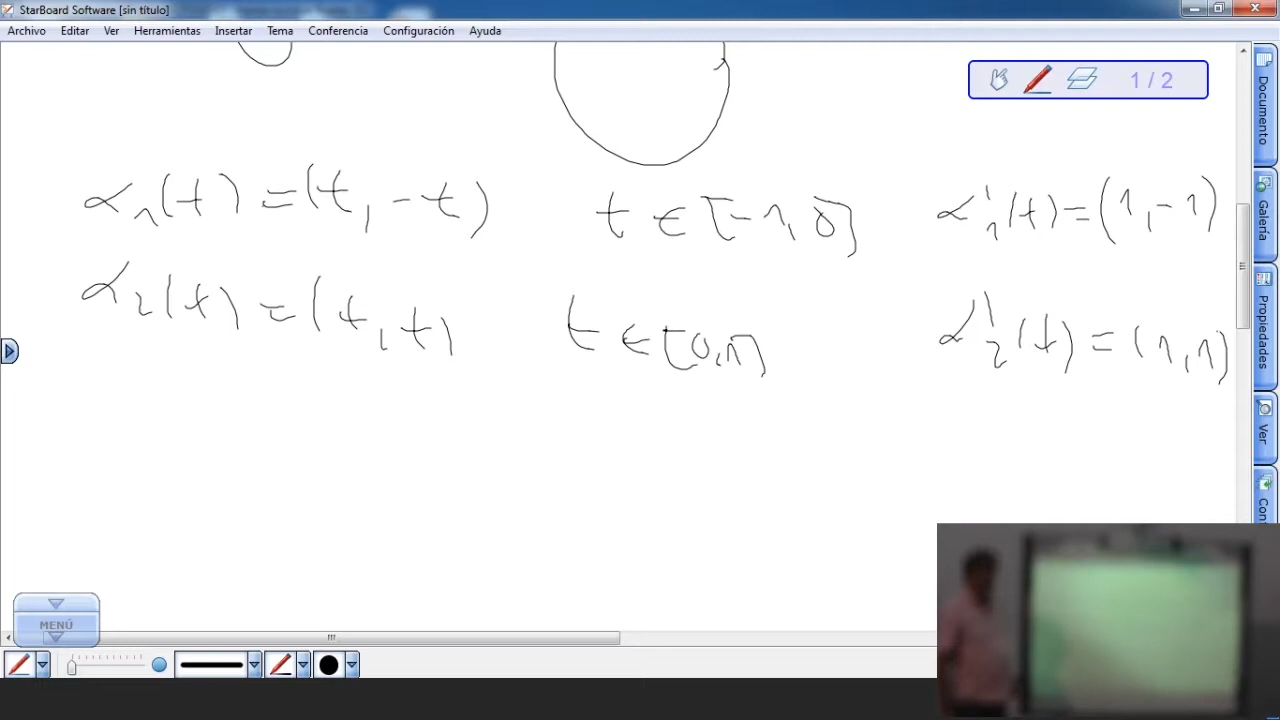 StarBoard Software [sin título]
Archivo Editar Ver Herramientas Insertar Tema Conferencia Configuración Ayuda
1 / 2
α₁(t) = (t, -t) t ∈ [-1, 0] α'₁(t) = (1, -1)
α₂(t) = (t, t) t ∈ [0, 1] α'₂(t) = (1, 1)
Documento
Galería
Propiedades
Ver
Cont
MENÚ